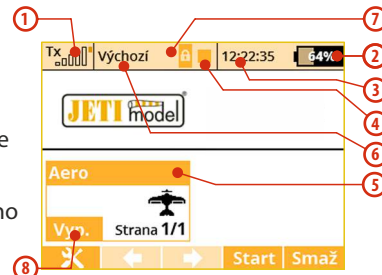 1
7
Tx Výchozí 12:22:35 64%
2
3
4
JETI model
6
e
Aero
5
no
Vyp. Strana 1/1
Start Smaž
8